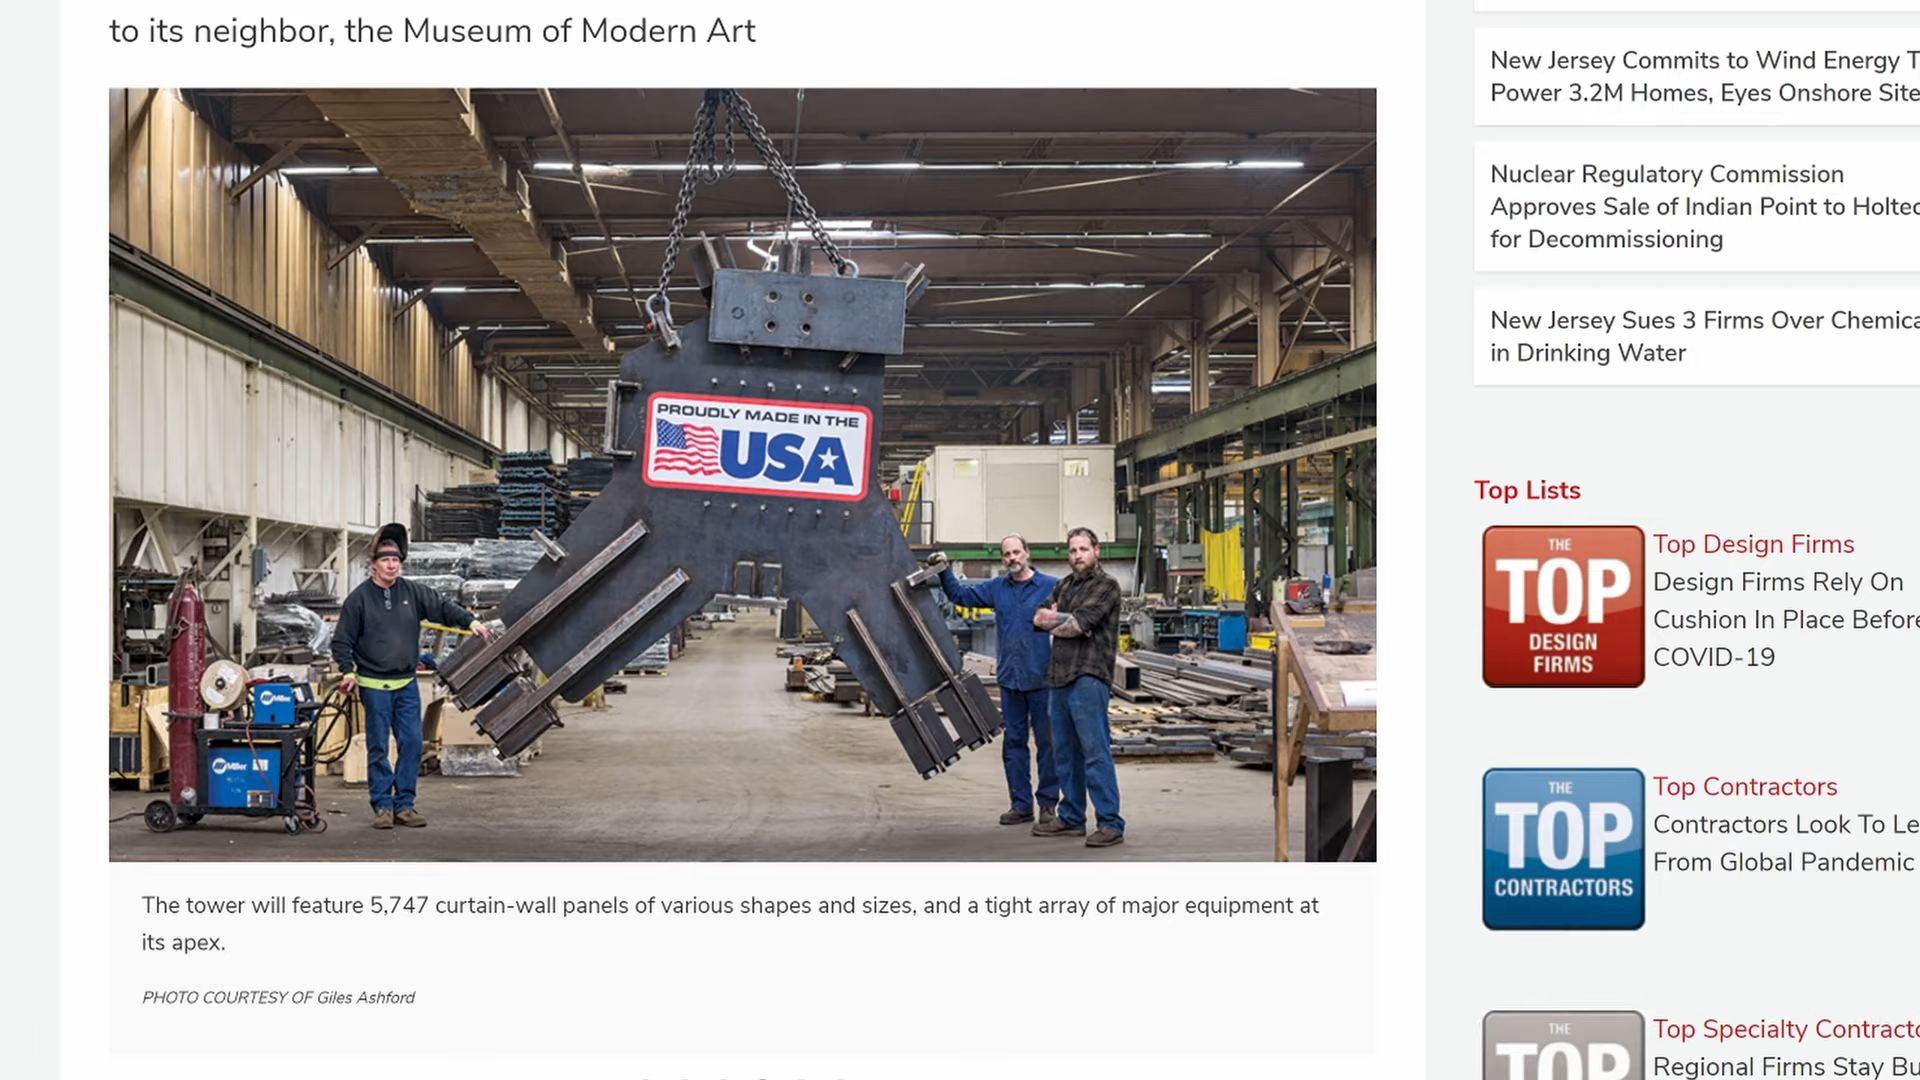 to its neighbor, the Museum of Modern Art
PROUDLY MADE IN THE
USA
Miller
Miller
The tower will feature 5,747 curtain-wall panels of various shapes and sizes, and a tight array of major equipment at
its apex.
PHOTO COURTESY OF Giles Ashford
New Jersey Commits to Wind Energy T
Power 3.2M Homes, Eyes Onshore Site
Nuclear Regulatory Commission
Approves Sale of Indian Point to Holtec
for Decommissioning
New Jersey Sues 3 Firms Over Chemica
in Drinking Water
Top Lists
THE
TOP
DESIGN
FIRMS
Top Design Firms
Design Firms Rely On
Cushion In Place Before
COVID-19
THE
TOP
CONTRACTORS
Top Contractors
Contractors Look To Le
From Global Pandemic
THE
TOP
Top Specialty Contracto
Regional Firms Stay Bu